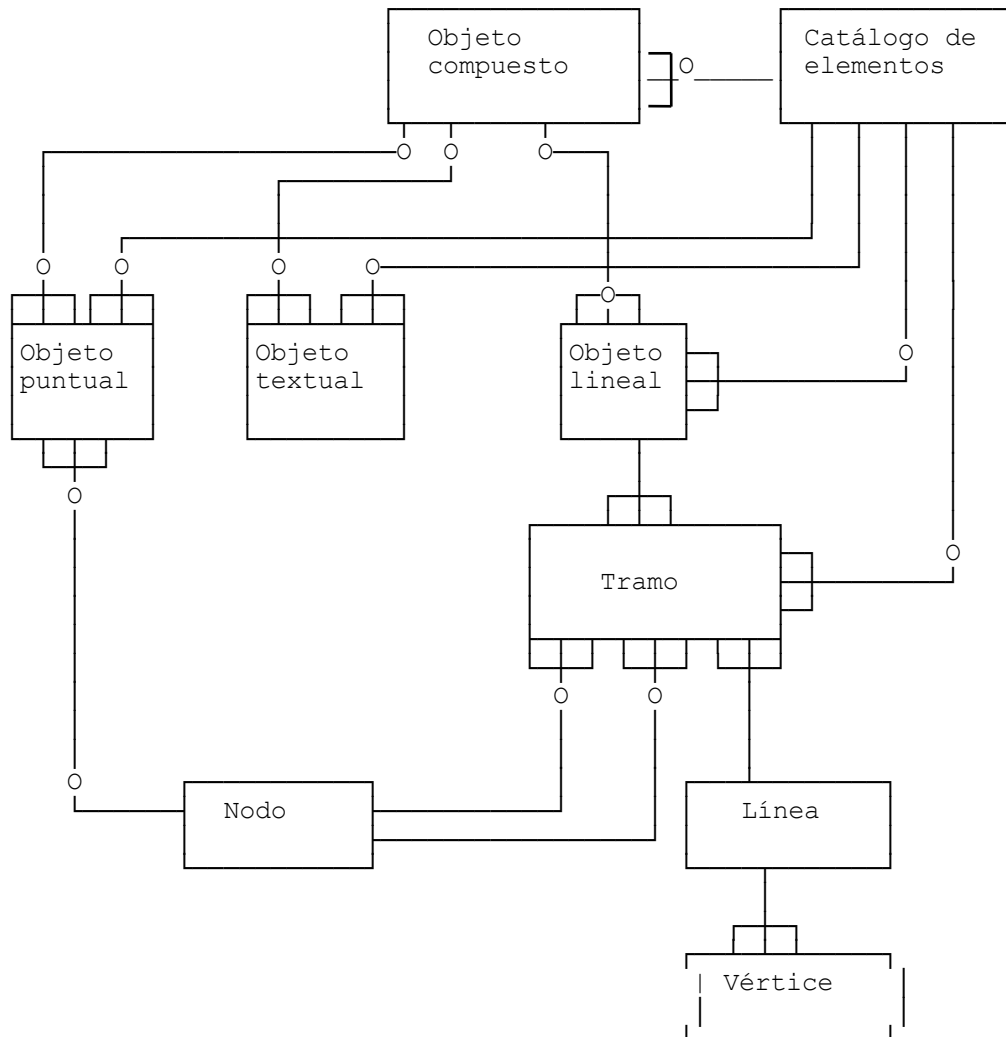 Objeto
compuesto
Catálogo de
elementos
Objeto
puntual
Objeto
textual
Objeto
lineal
Tramo
Nodo
Línea
Vértice